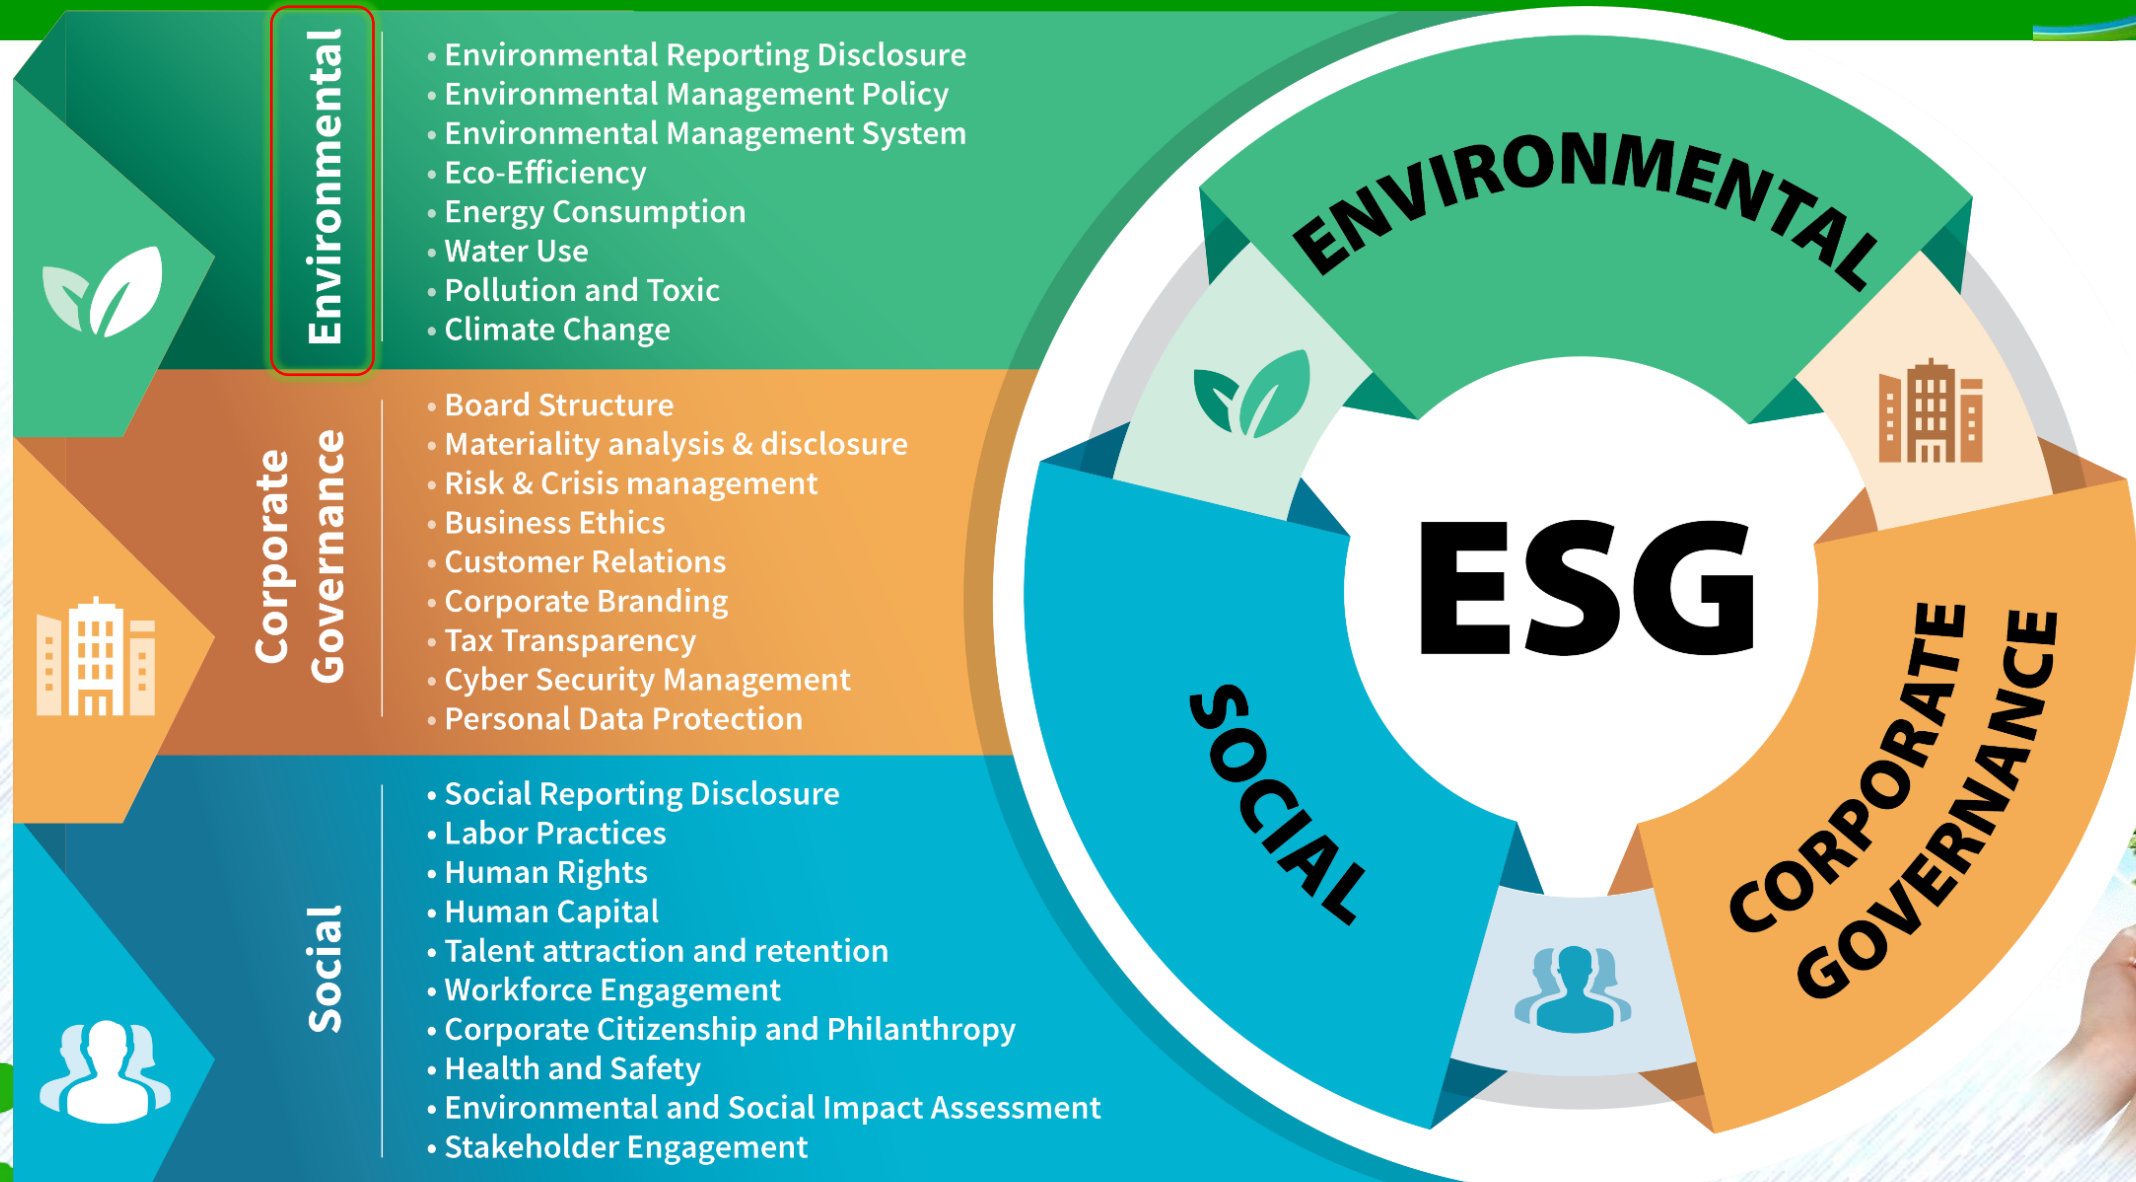 Environmental
• Environmental Reporting Disclosure
• Environmental Management Policy
• Environmental Management System
• Eco-Efficiency
• Energy Consumption
• Water Use
• Pollution and Toxic
• Climate Change
Corporate
Governance
• Board Structure
• Materiality analysis & disclosure
• Risk & Crisis management
• Business Ethics
• Customer Relations
• Corporate Branding
• Tax Transparency
• Cyber Security Management
• Personal Data Protection
Social
• Social Reporting Disclosure
• Labor Practices
• Human Rights
• Human Capital
• Talent attraction and retention
• Workforce Engagement
• Corporate Citizenship and Philanthropy
• Health and Safety
• Environmental and Social Impact Assessment
• Stakeholder Engagement
ENVIRONMENTAL
ESG
SOCIAL
CORPORATE
GOVERNANCE